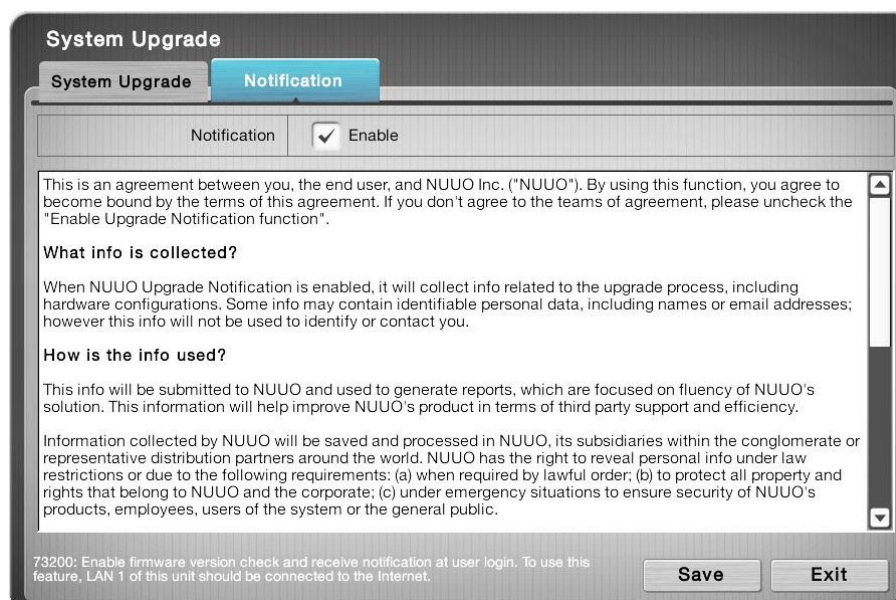 System Upgrade
System Upgrade
Notification
Notification
Enable
This is an agreement between you, the end user, and NUUO Inc. ("NUUO"). By using this function, you agree to
become bound by the terms of this agreement. If you don't agree to the teams of agreement, please uncheck the
"Enable Upgrade Notification function".
What info is collected?
When NUUO Upgrade Notification is enabled, it will collect info related to the upgrade process, including
hardware configurations. Some info may contain identifiable personal data, including names or email addresses;
however this info will not be used to identify or contact you.
How is the info used?
This info will be submitted to NUUO and used to generate reports, which are focused on fluency of NUUO's
solution. This information will help improve NUUO's product in terms of third party support and efficiency.
Information collected by NUUO will be saved and processed in NUUO, its subsidiaries within the conglomerate or
representative distribution partners around the world. NUUO has the right to reveal personal info under law
restrictions or due to the following requirements: (a) when required by lawful order; (b) to protect all property and
rights that belong to NUUO and the corporate; (c) under emergency situations to ensure security of NUUO's
products, employees, users of the system or the general public.
73200: Enable firmware version check and receive notification at user login. To use this
feature, LAN 1 of this unit should be connected to the Internet.
Save
Exit